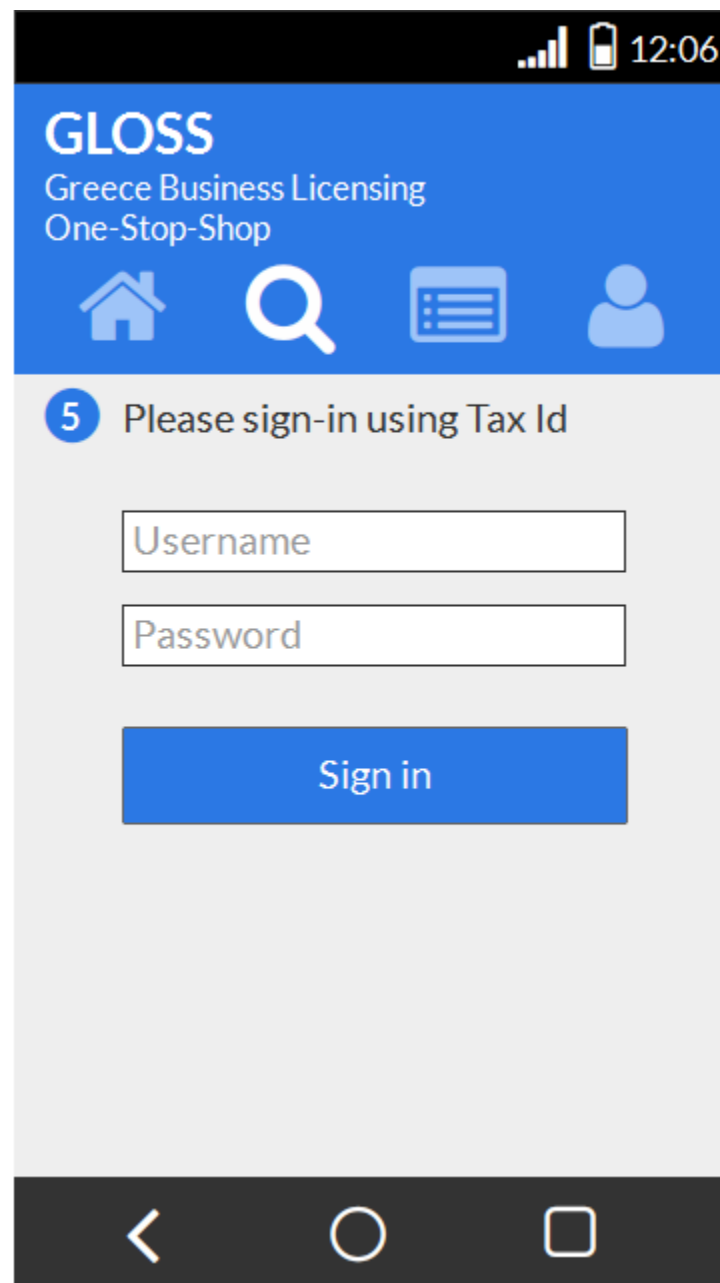 12:06
GLOSS
Greece Business Licensing
One-Stop-Shop
5 Please sign-in using Tax Id
Username
Password
Sign in